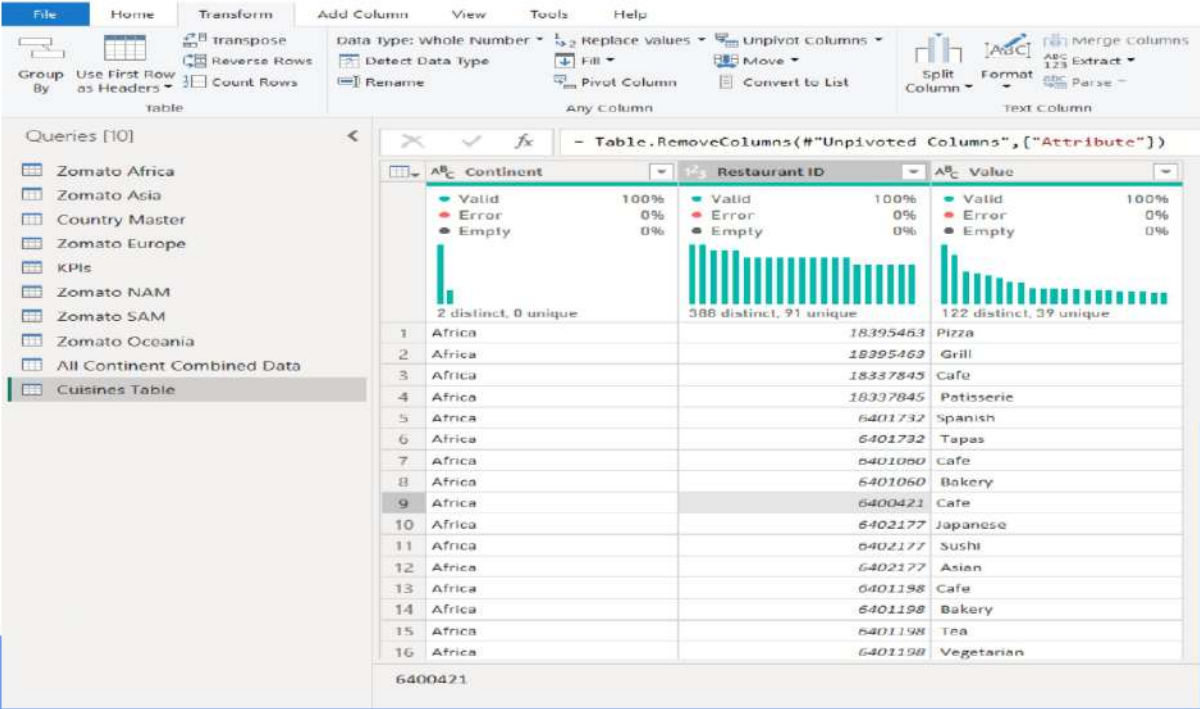 File Home Transform Add Column View Tools Help
Group By
Use First Row as Headers
Transpose
Reverse Rows
Count Rows
Table
Data Type: Whole Number
Detect Data Type
Rename
Replace Values
Fill
Pivot Column
Unpivot Columns
Move
Convert to List
Any Column
Split Column
Format
Merge Columns
Extract
Parse
Text Column
Queries [10]
Zomato Africa
Zomato Asia
Country Master
Zomato Europe
KPIs
Zomato NAM
Zomato SAM
Zomato Oceania
All Continent Combined Data
Cuisines Table
fx = Table.RemoveColumns(#"Unpivoted Columns",{"Attribute"})
ABC Continent 123 Restaurant ID ABC Value
Valid 100% Valid 100% Valid 100%
Error 0% Error 0% Error 0%
Empty 0% Empty 0% Empty 0%
2 distinct, 0 unique 388 distinct, 91 unique 122 distinct, 39 unique
1 Africa 18395463 Pizza
2 Africa 18395463 Grill
3 Africa 18337845 Cafe
4 Africa 18337845 Patisserie
5 Africa 6401732 Spanish
6 Africa 6401732 Tapas
7 Africa 6401060 Cafe
8 Africa 6401060 Bakery
9 Africa 6400421 Cafe
10 Africa 6402177 Japanese
11 Africa 6402177 Sushi
12 Africa 6402177 Asian
13 Africa 6401198 Cafe
14 Africa 6401198 Bakery
15 Africa 6401198 Tea
16 Africa 6401198 Vegetarian
6400421